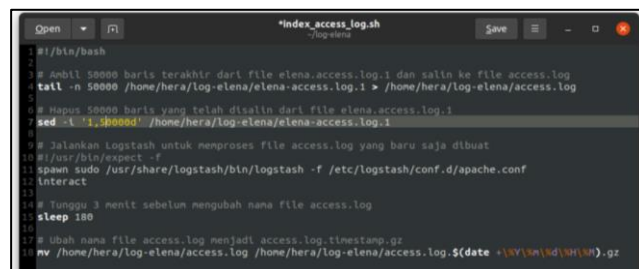 Open
*index_access_log.sh
~/log-elena
Save
1 #!/bin/bash
2
3 # Ambil 50000 baris terakhir dari file elena.access.log.1 dan salin ke file access.log
4 tail -n 50000 /home/hera/log-elena/elena-access.log.1 > /home/hera/log-elena/access.log
5
6 # Hapus 50000 baris yang telah disalin dari file elena.access.log.1
7 sed -i '1,50000d' /home/hera/log-elena/elena-access.log.1
8
9 # Jalankan Logstash untuk memproses file access.log yang baru saja dibuat
10 #!/usr/bin/expect -f
11 spawn sudo /usr/share/logstash/bin/logstash -f /etc/logstash/conf.d/apache.conf
12 interact
13
14 # Tunggu 3 menit sebelum mengubah nama file access.log
15 sleep 180
16
17 # Ubah nama file access.log menjadi access.log.timestamp.gz
18 mv /home/hera/log-elena/access.log /home/hera/log-elena/access.log.$(date +\%Y\%m\%d\%H\%M).gz